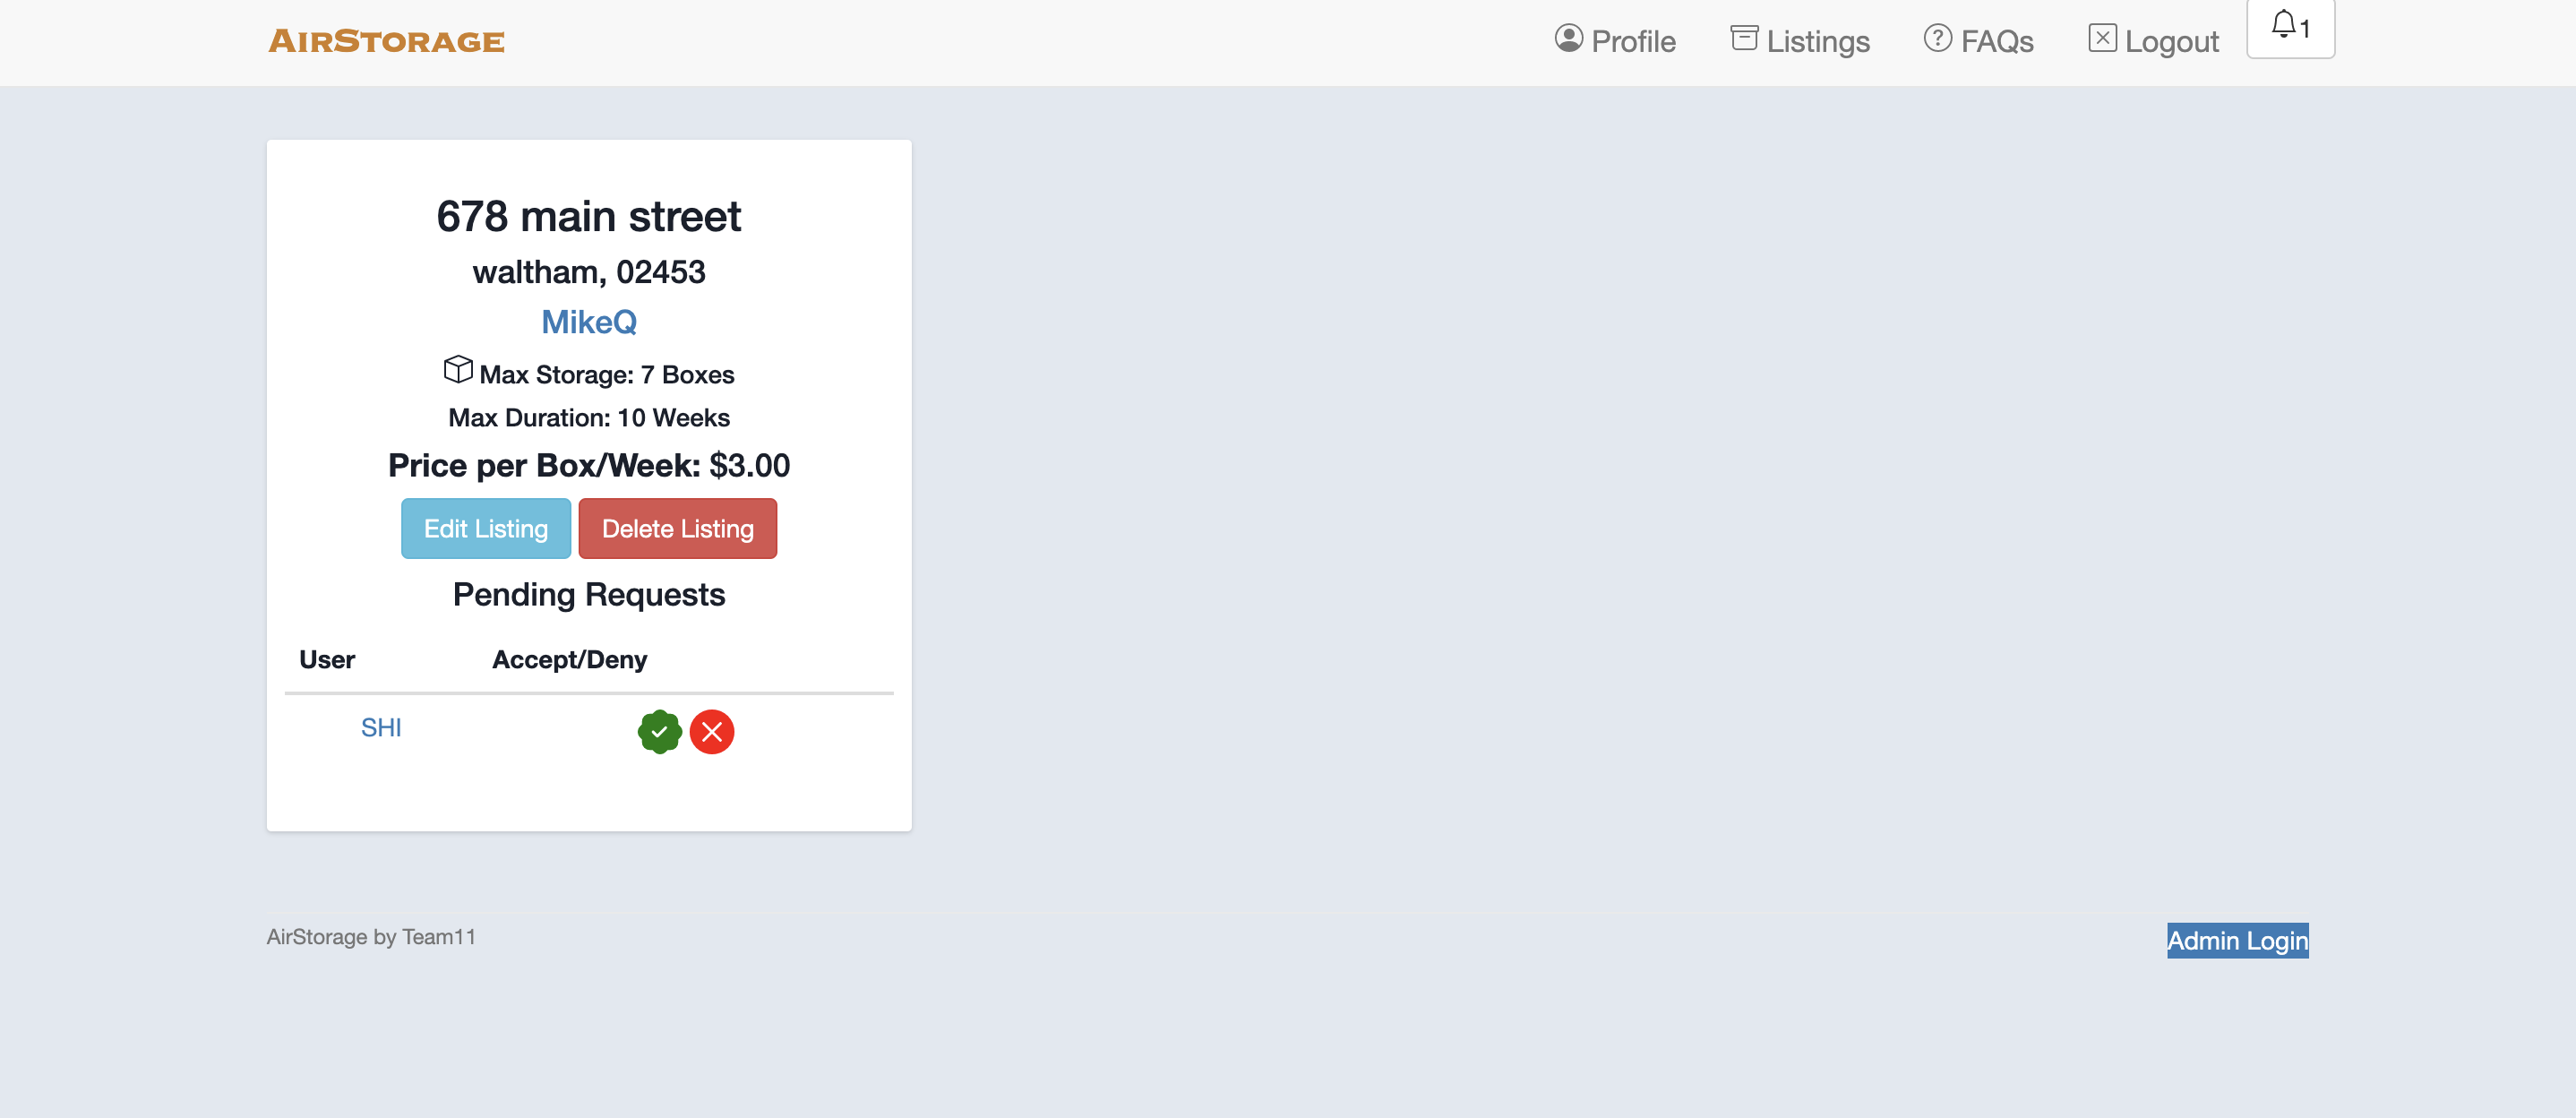 AirStorage
Profile Listings FAQs Logout 1
678 main street
waltham, 02453
MikeQ
Max Storage: 7 Boxes
Max Duration: 10 Weeks
Price per Box/Week: $3.00
Edit Listing Delete Listing
Pending Requests
User Accept/Deny
SHI
AirStorage by Team11 Admin Login